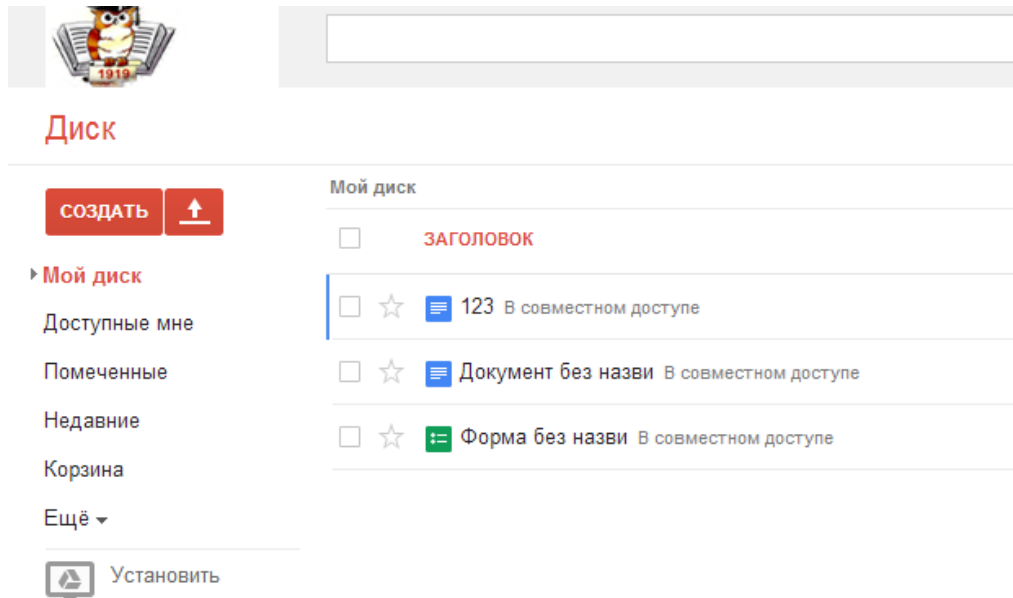 1919
Диск
СОЗДАТЬ
Мой диск
Доступные мне
Помеченные
Недавние
Корзина
Ещё
Установить
Мой диск
ЗАГОЛОВОК
123 В совместном доступе
Документ без назви В совместном доступе
Форма без назви В совместном доступе